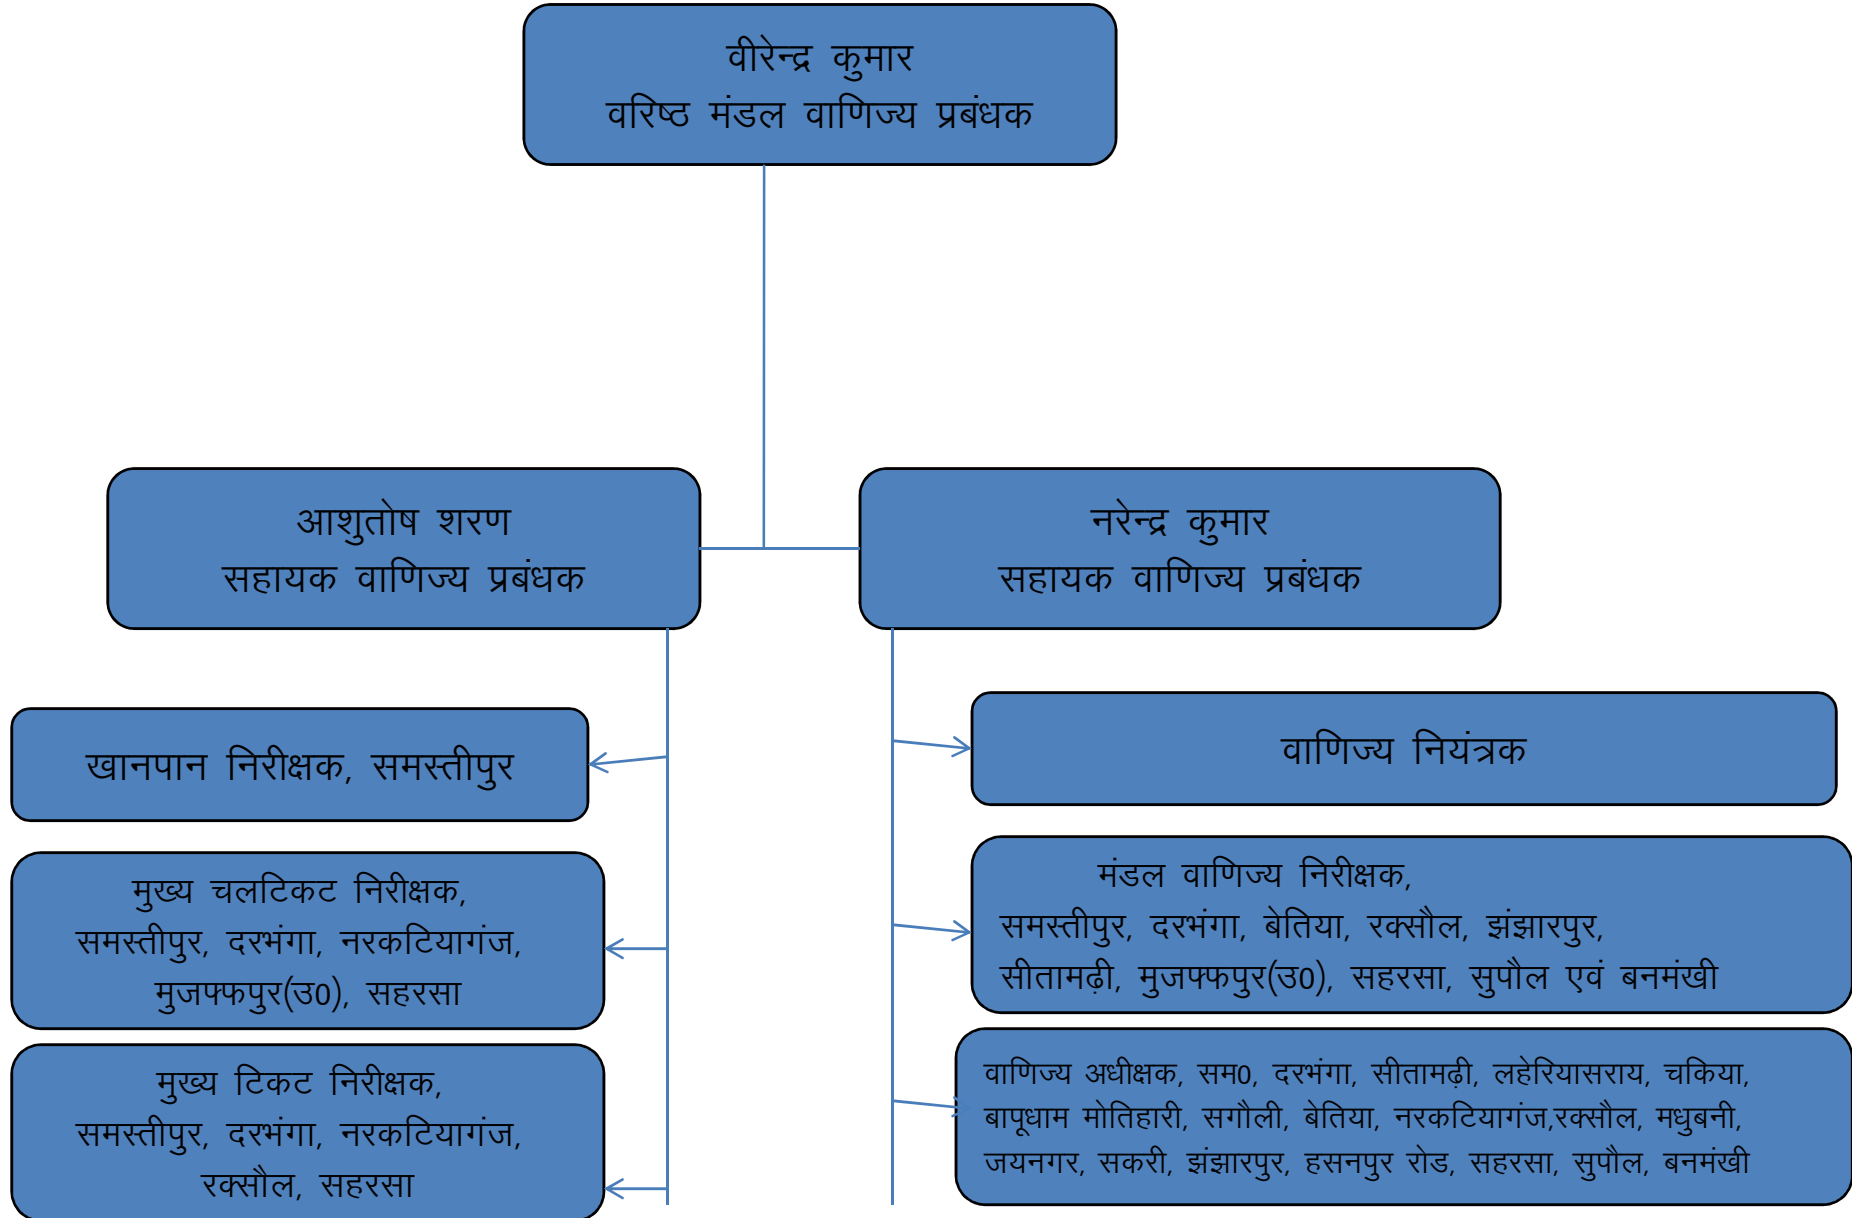 वीरेन्द्र कुमार
वरिष्ठ मंडल वाणिज्य प्रबंधक
आशुतोष शरण
सहायक वाणिज्य प्रबंधक
नरेन्द्र कुमार
सहायक वाणिज्य प्रबंधक
खानपान निरीक्षक, समस्तीपुर
मुख्य चलटिकट निरीक्षक,
समस्तीपुर, दरभंगा, नरकटियागंज,
मुजफ्फपुर(उ0), सहरसा
मुख्य टिकट निरीक्षक,
समस्तीपुर, दरभंगा, नरकटियागंज,
रक्सौल, सहरसा
वाणिज्य नियंत्रक
मंडल वाणिज्य निरीक्षक,
समस्तीपुर, दरभंगा, बेतिया, रक्सौल, झंझारपुर,
सीतामढ़ी, मुजफ्फपुर(उ0), सहरसा, सुपौल एवं बनमंखी
वाणिज्य अधीक्षक, सम0, दरभंगा, सीतामढ़ी, लहेरियासराय, चकिया,
बापूधाम मोतिहारी, सगौली, बेतिया, नरकटियागंज,रक्सौल, मधुबनी,
जयनगर, सकरी, झंझारपुर, हसनपुर रोड, सहरसा, सुपौल, बनमंखी